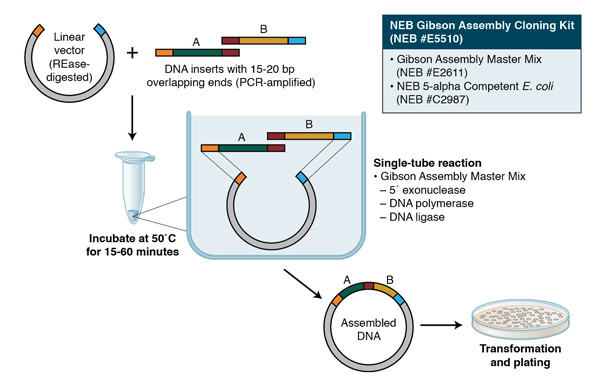 Linear
vector
(REase-
digested)
+
A
B
DNA inserts with 15-20 bp
overlapping ends (PCR-amplified)
NEB Gibson Assembly Cloning Kit
(NEB #E5510)
• Gibson Assembly Master Mix
(NEB #E2611)
• NEB 5-alpha Competent E. coli
(NEB #C2987)
A
B
Single-tube reaction
• Gibson Assembly Master Mix
– 5´ exonuclease
– DNA polymerase
– DNA ligase
Incubate at 50˚C
for 15-60 minutes
A
B
Assembled
DNA
Transformation
and plating